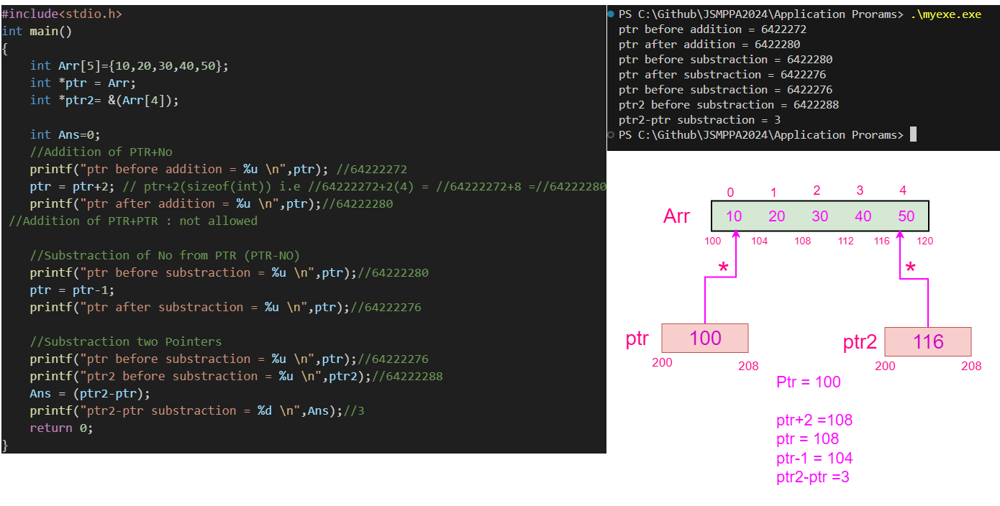 #include<stdio.h>
int main()
{
    int Arr[5]={10,20,30,40,50};
    int *ptr = Arr;
    int *ptr2= &(Arr[4]);
    int Ans=0;
    //Addition of PTR+No
    printf("ptr before addition = %u \n",ptr); //64222272
    ptr = ptr+2; // ptr+2(sizeof(int)) i.e //64222272+2(4) = //64222272+8 =//64222280
    printf("ptr after addition = %u \n",ptr);//64222280
 //Addition of PTR+PTR : not allowed
    //Substraction of No from PTR (PTR-NO)
    printf("ptr before substraction = %u \n",ptr);//64222280
    ptr = ptr-1;
    printf("ptr after substraction = %u \n",ptr);//64222276
    //Substraction two Pointers
    printf("ptr before substraction = %u \n",ptr);//64222276
    printf("ptr2 before substraction = %u \n",ptr2);//64222288
    Ans = (ptr2-ptr);
    printf("ptr2-ptr substraction = %d \n",Ans);//3
    return 0;
}
PS C:\Github\JSMPPA2024\Application Prorams> .\myexe.exe
ptr before addition = 6422272
ptr after addition = 6422280
ptr before substraction = 6422280
ptr after substraction = 6422276
ptr before substraction = 6422276
ptr2 before substraction = 6422288
ptr2-ptr substraction = 3
PS C:\Github\JSMPPA2024\Application Prorams>
0 1 2 3 4
Arr 10 20 30 40 50
100 104 108 112 116 120
* *
ptr 100 ptr2 116
200 208 200 208
Ptr = 100
ptr+2 =108
ptr = 108
ptr-1 = 104
ptr2-ptr =3